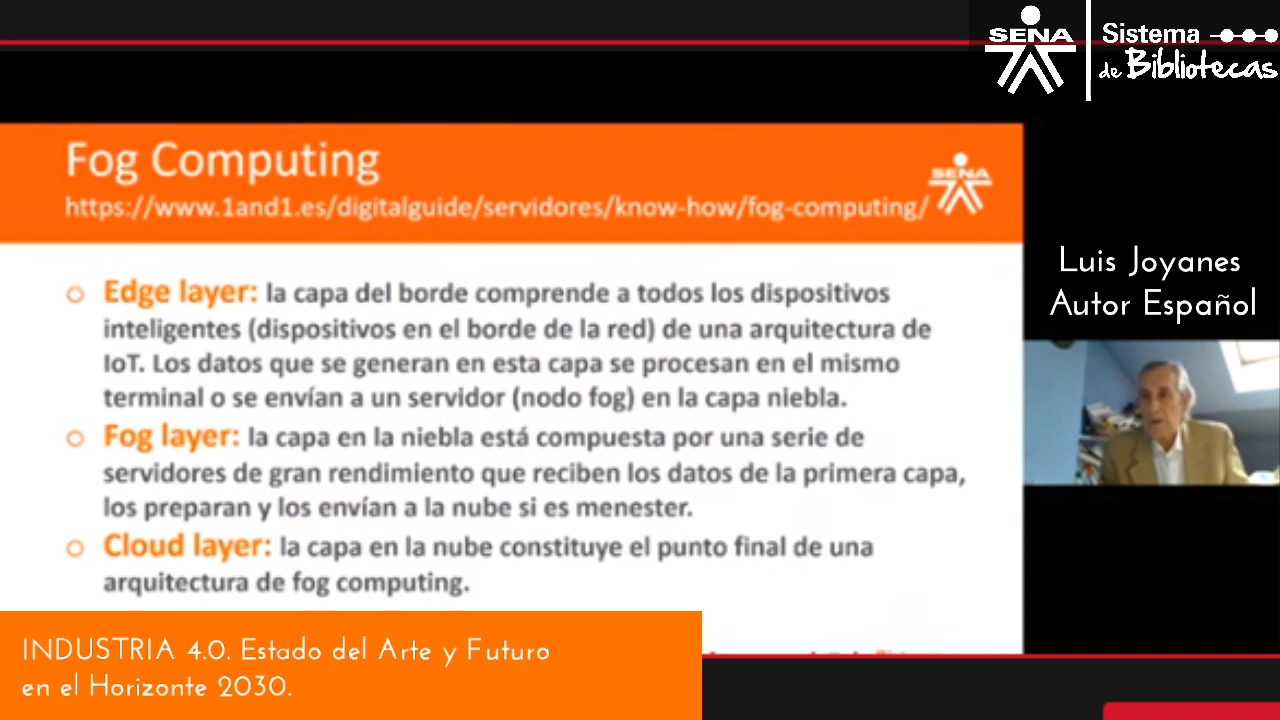 SENA
Sistema
de Bibliotecas
Fog Computing
https://www.1and1.es/digitalguide/servidores/know-how/fog-computing/
SENA
Luis Joyanes
Autor Español
Edge layer: la capa del borde comprende a todos los dispositivos
inteligentes (dispositivos en el borde de la red) de una arquitectura de
IoT. Los datos que se generan en esta capa se procesan en el mismo
terminal o se envían a un servidor (nodo fog) en la capa niebla.
Fog layer: la capa en la niebla está compuesta por una serie de
servidores de gran rendimiento que reciben los datos de la primera capa,
los preparan y los envían a la nube si es menester.
Cloud layer: la capa en la nube constituye el punto final de una
arquitectura de fog computing.
INDUSTRIA 4.0. Estado del Arte y Futuro
en el Horizonte 2030.